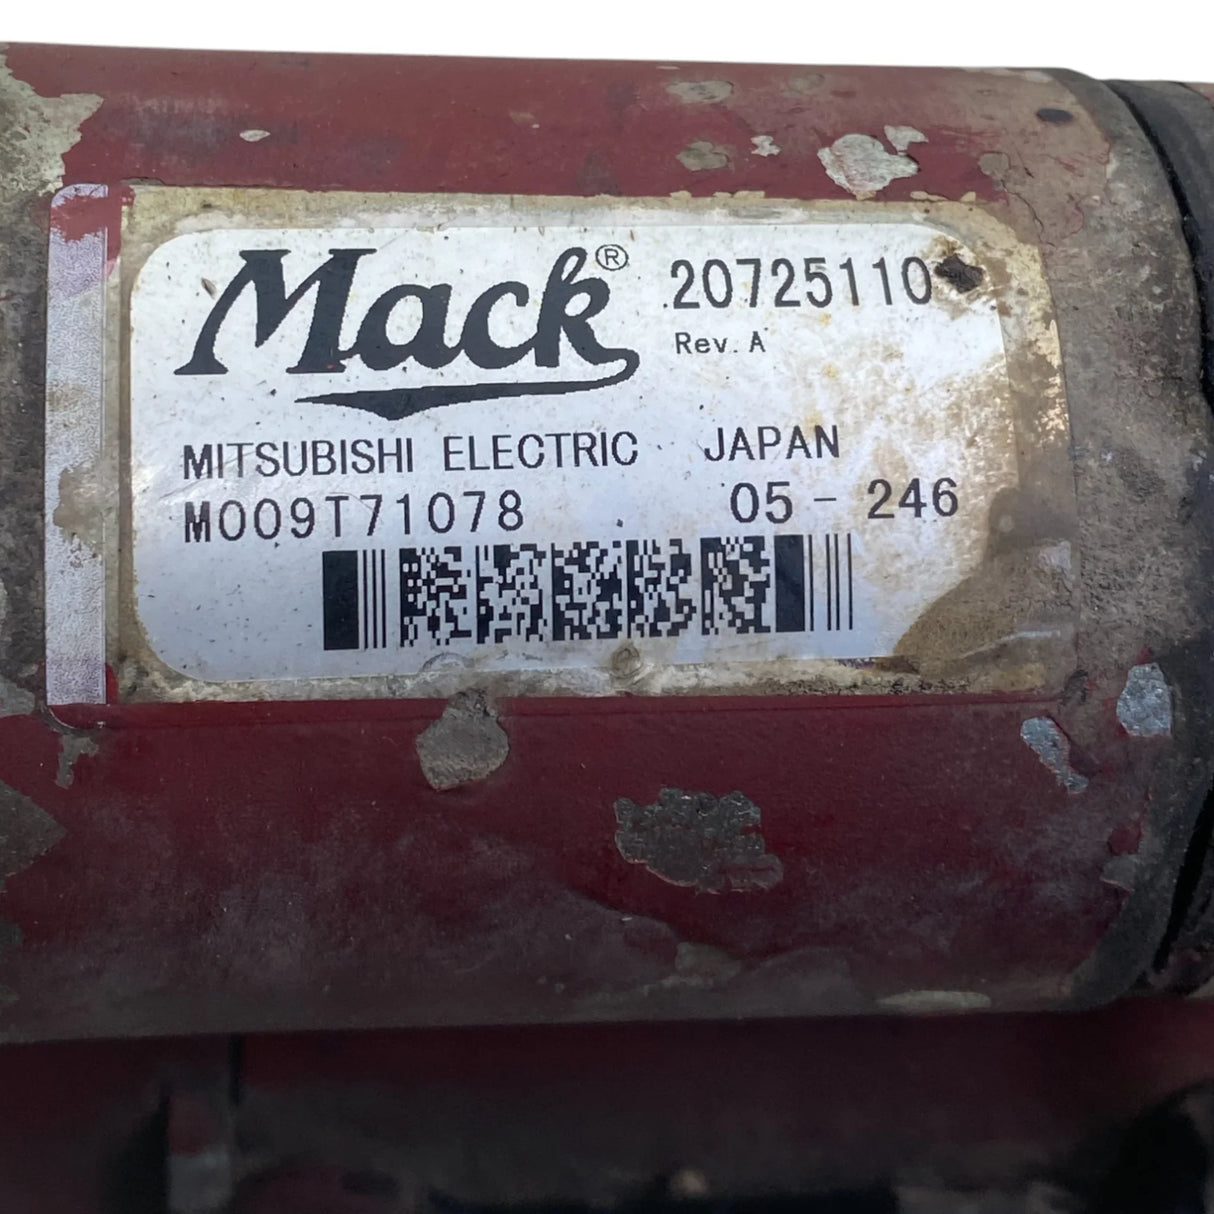 Mack® 20725110
Rev. A
MITSUBISHI ELECTRIC JAPAN
M009T71078 05 - 246